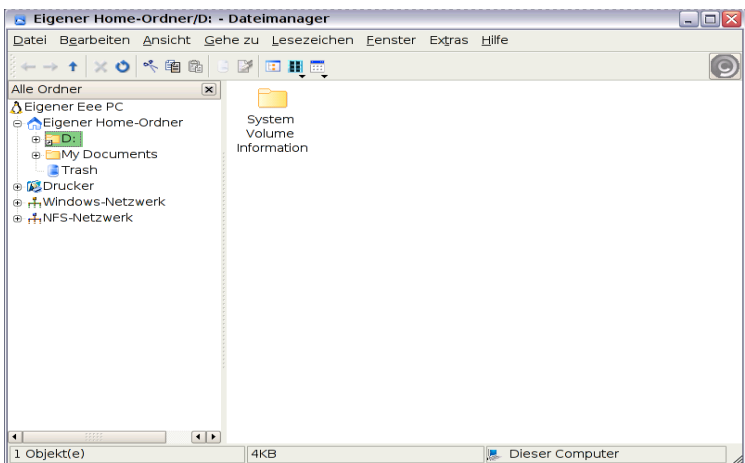 Eigener Home-Ordner/D: - Dateimanager
Datei Bearbeiten Ansicht Gehe zu Lesezeichen Fenster Extras Hilfe
Alle Ordner
Eigener Eee PC
Eigener Home-Ordner
D:
My Documents
Trash
Drucker
Windows-Netzwerk
NFS-Netzwerk
System
Volume
Information
1 Objekt(e) 4KB Dieser Computer